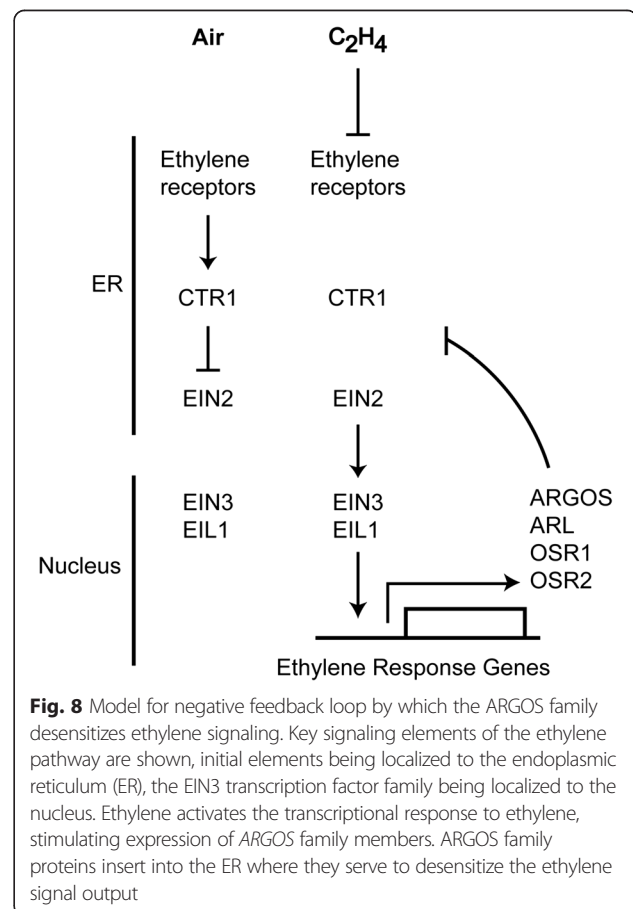 Air
C₂H₄
Ethylene
receptors
Ethylene
receptors
ER
CTR1
CTR1
EIN2
EIN2
Nucleus
EIN3
EIL1
EIN3
EIL1
ARGOS
ARL
OSR1
OSR2
Ethylene Response Genes
Fig. 8 Model for negative feedback loop by which the ARGOS family
desensitizes ethylene signaling. Key signaling elements of the ethylene
pathway are shown, initial elements being localized to the endoplasmic
reticulum (ER), the EIN3 transcription factor family being localized to the
nucleus. Ethylene activates the transcriptional response to ethylene,
stimulating expression of ARGOS family members. ARGOS family
proteins insert into the ER where they serve to desensitize the ethylene
signal output